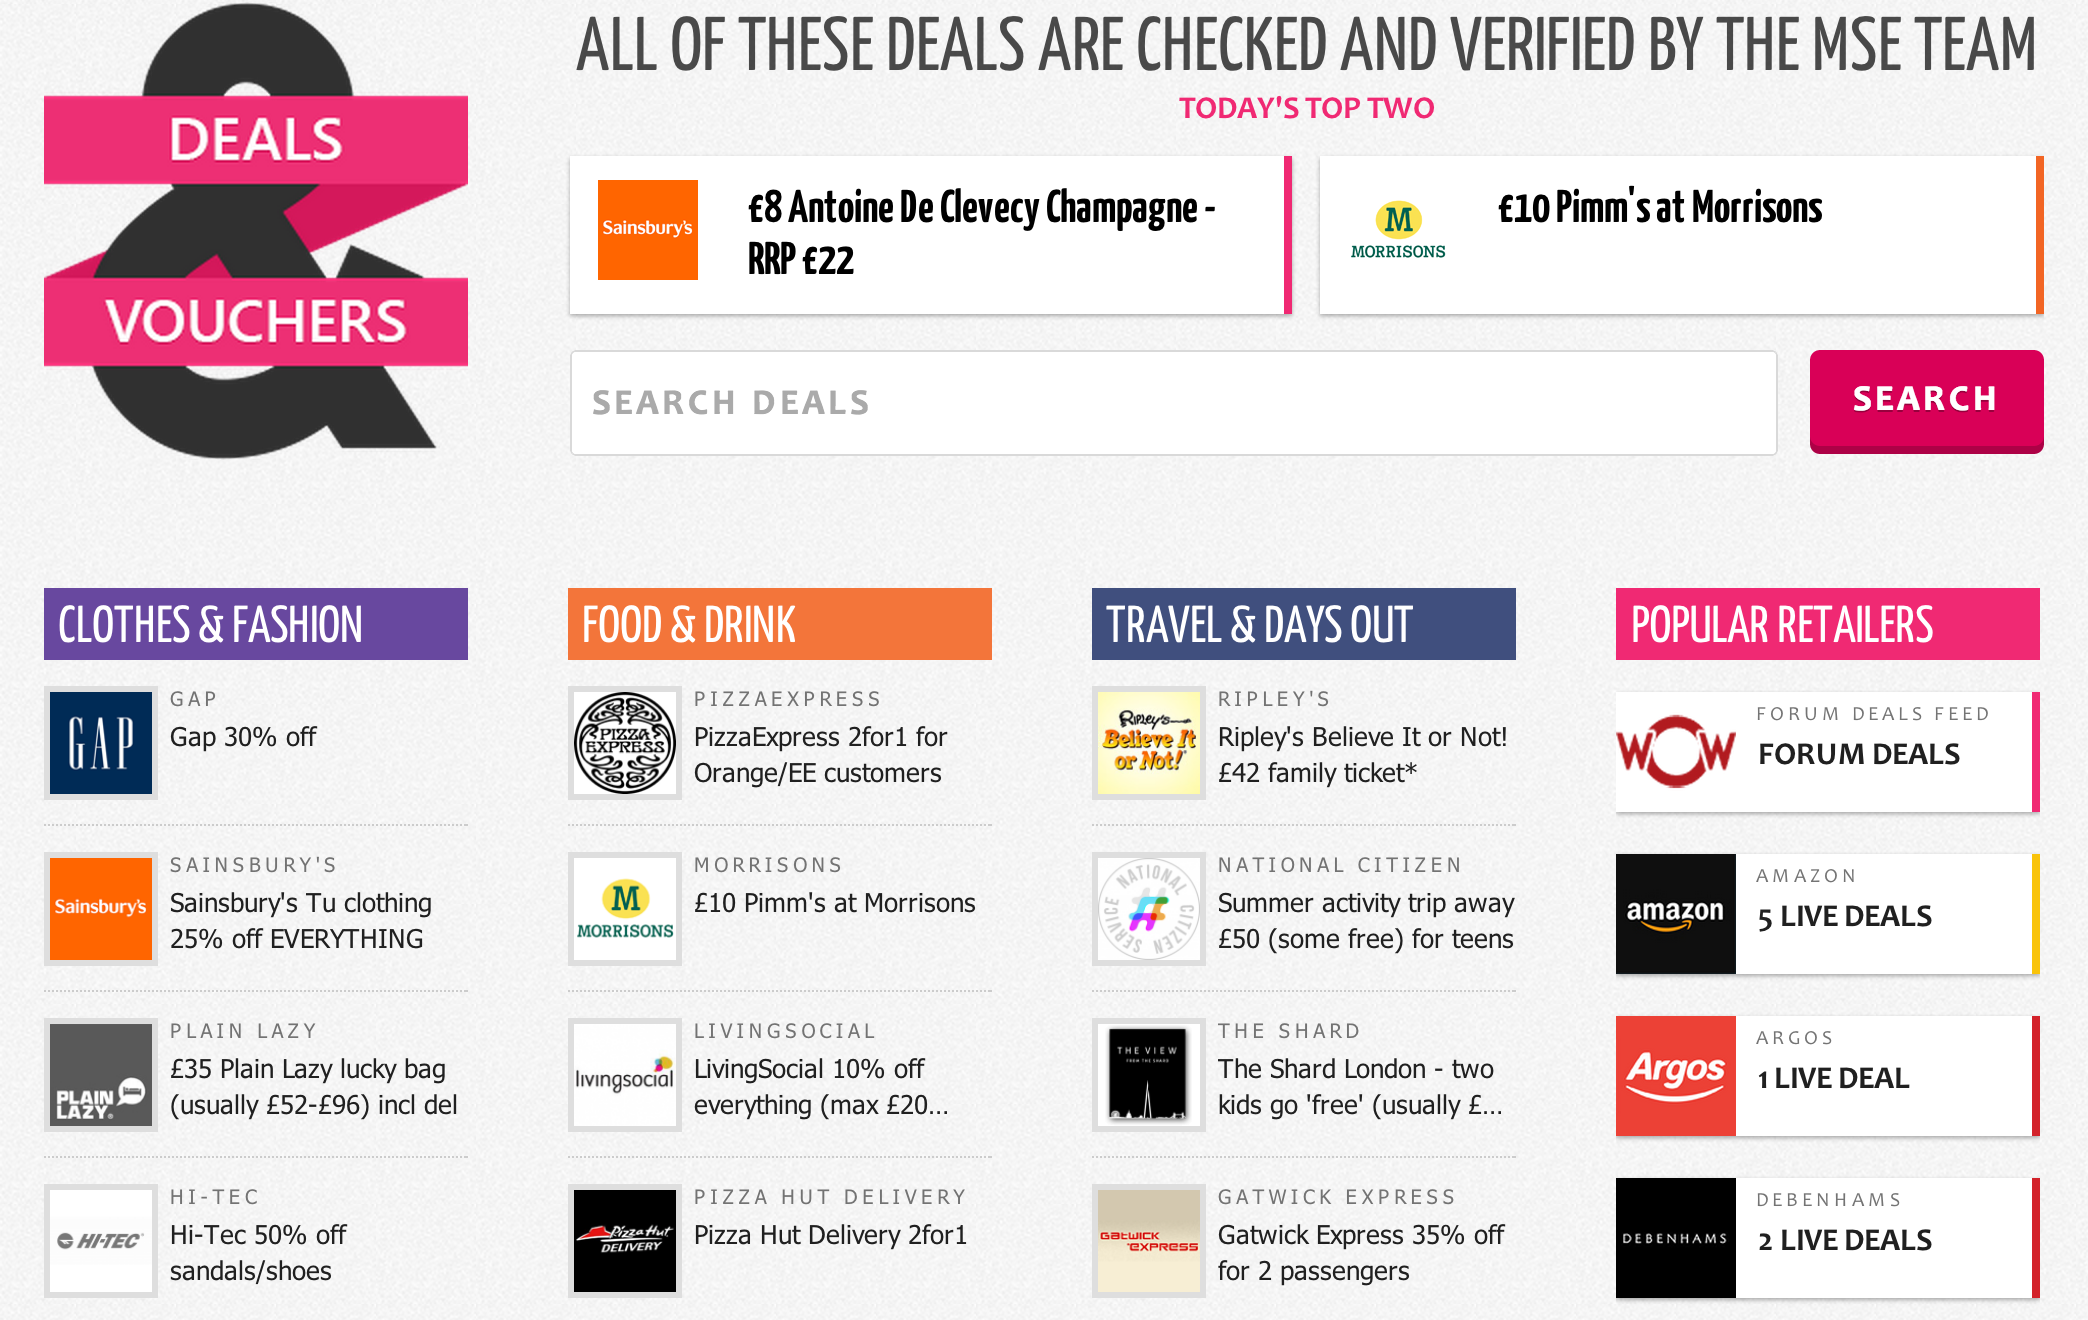 DEALS
VOUCHERS
ALL OF THESE DEALS ARE CHECKED AND VERIFIED BY THE MSE TEAM
TODAY'S TOP TWO
Sainsbury's
£8 Antoine De Clevecy Champagne -
RRP £22
M
MORRISONS
£10 Pimm's at Morrisons
SEARCH DEALS
SEARCH
CLOTHES & FASHION
GAP
GAP
Gap 30% off
Sainsbury's
SAINSBURY'S
Sainsbury's Tu clothing
25% off EVERYTHING
PLAIN
LAZY
PLAIN LAZY
£35 Plain Lazy lucky bag
(usually £52-£96) incl del
HI-TEC
HI-TEC
Hi-Tec 50% off
sandals/shoes
FOOD & DRINK
PIZZA
EXPRESS
PIZZAEXPRESS
PizzaExpress 2for1 for
Orange/EE customers
M
MORRISONS
MORRISONS
£10 Pimm's at Morrisons
livingsocial
LIVINGSOCIAL
LivingSocial 10% off
everything (max £20...
Pizza Hut
DELIVERY
PIZZA HUT DELIVERY
Pizza Hut Delivery 2for1
TRAVEL & DAYS OUT
Ripley's
Believe It
or Not!
RIPLEY'S
Ripley's Believe It or Not!
£42 family ticket*
NATIONAL CITIZEN SERVICE
NATIONAL CITIZEN
Summer activity trip away
£50 (some free) for teens
THE VIEW
FROM THE SHARD
THE SHARD
The Shard London - two
kids go 'free' (usually £...
GATWICK
EXPRESS
GATWICK EXPRESS
Gatwick Express 35% off
for 2 passengers
POPULAR RETAILERS
WOW
FORUM DEALS FEED
FORUM DEALS
amazon
AMAZON
5 LIVE DEALS
Argos
ARGOS
1 LIVE DEAL
DEBENHAMS
DEBENHAMS
2 LIVE DEALS